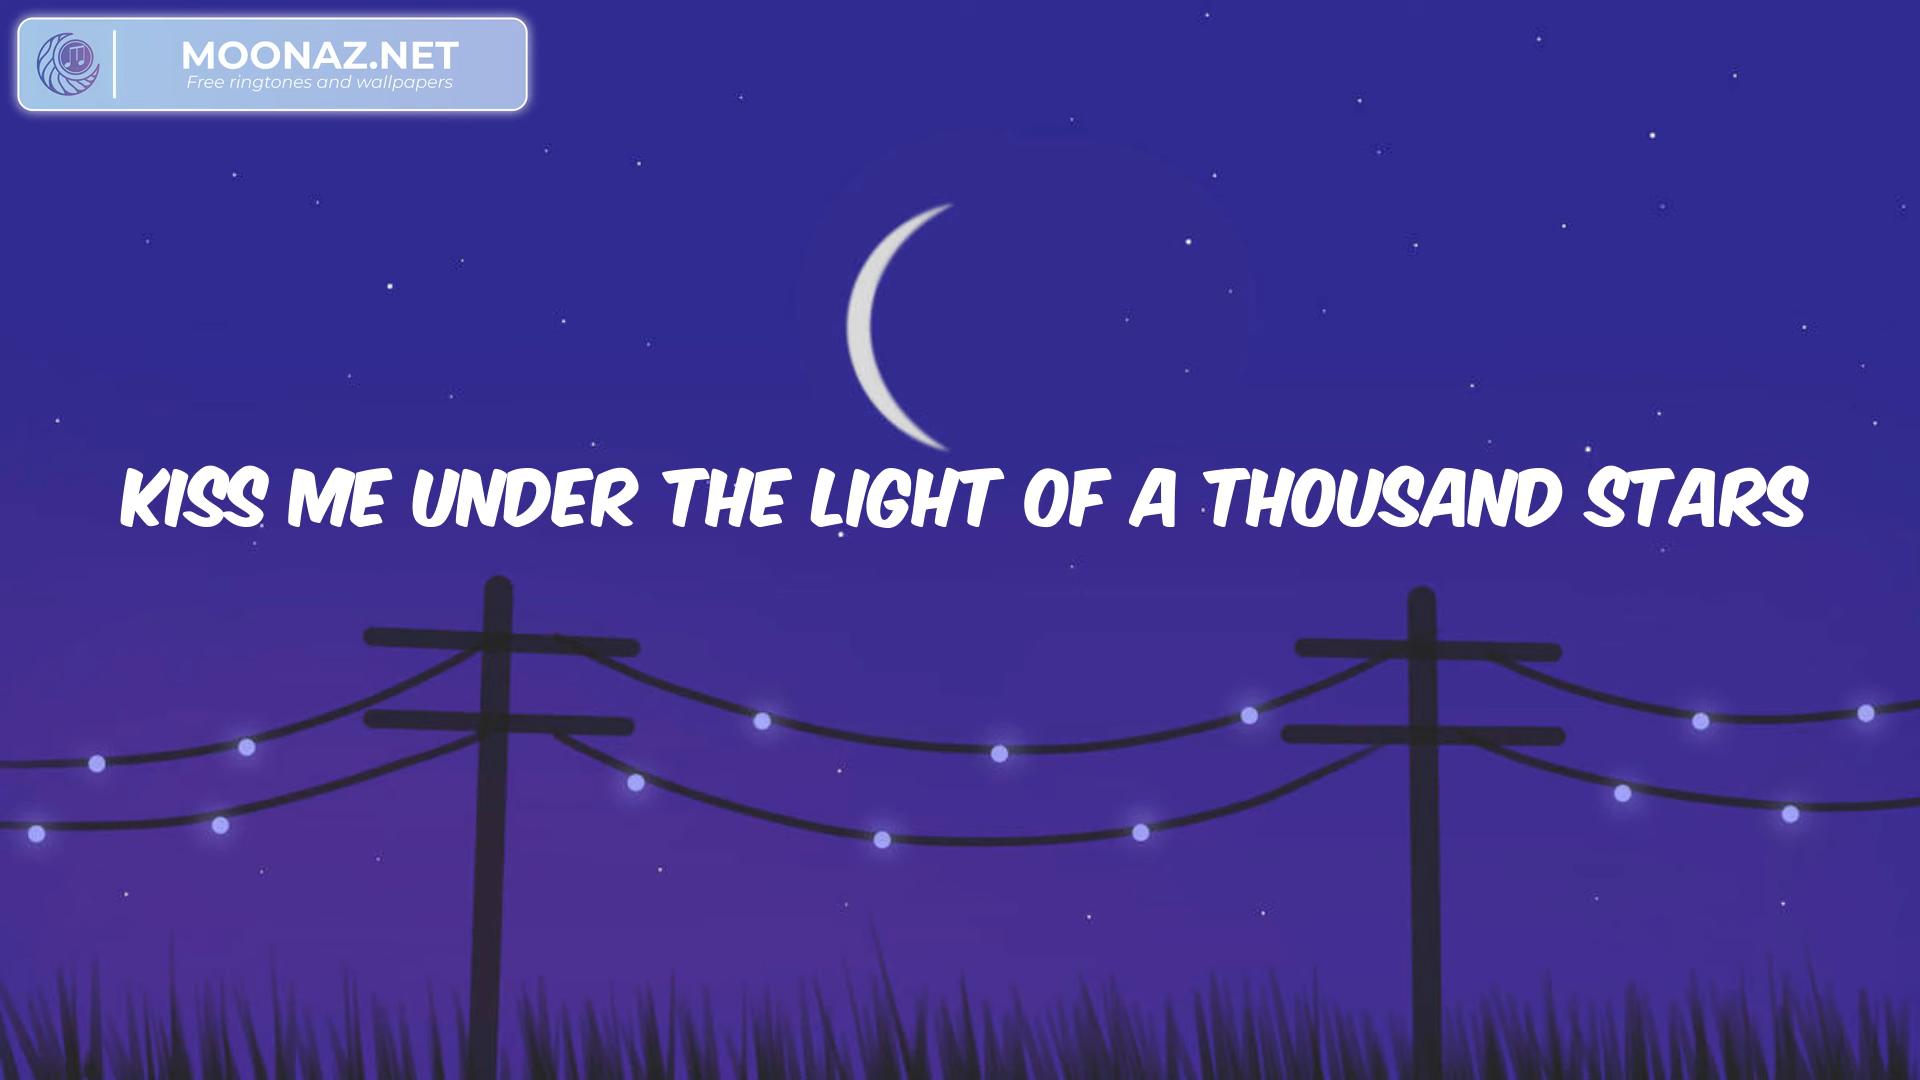 MOONAZ.NET
Free ringtones and wallpapers
KISS ME UNDER THE LIGHT OF A THOUSAND STARS